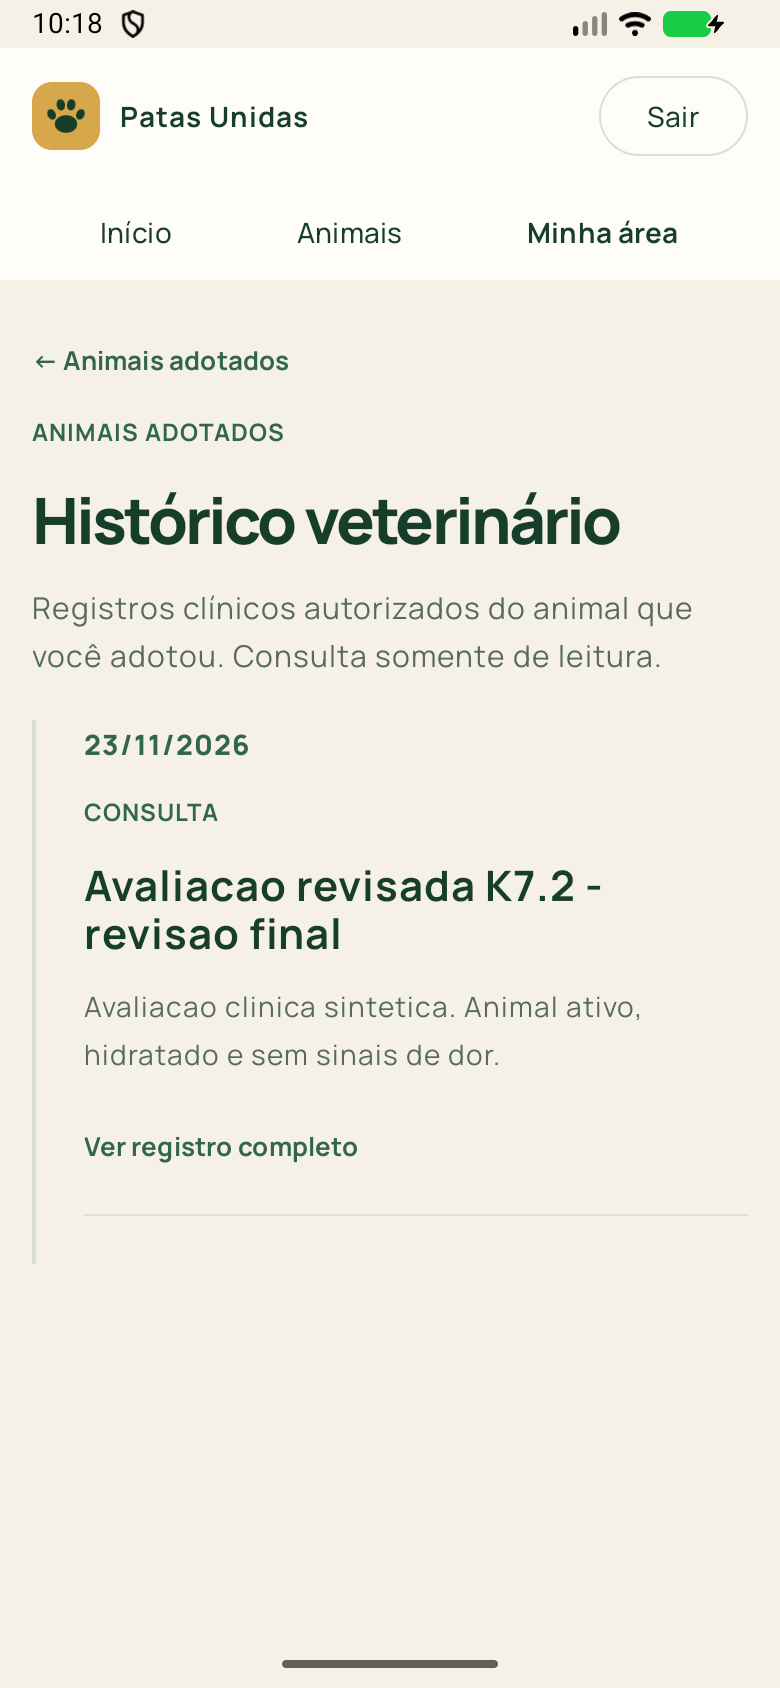 10:18
Patas Unidas
Sair
Início
Animais
Minha área
← Animais adotados
ANIMAIS ADOTADOS
Histórico veterinário
Registros clínicos autorizados do animal que
você adotou. Consulta somente de leitura.
23/11/2026
CONSULTA
Avaliacao revisada K7.2 -
revisao final
Avaliacao clinica sintetica. Animal ativo,
hidratado e sem sinais de dor.
Ver registro completo